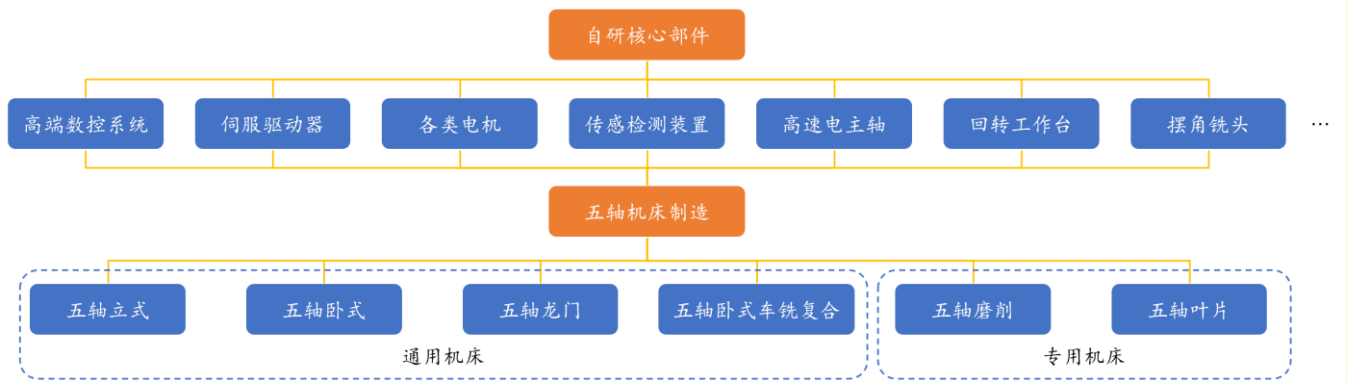 自研核心部件
高端数控系统
伺服驱动器
各类电机
传感检测装置
高速电主轴
回转工作台
摆角铣头
…
五轴机床制造
五轴立式
五轴卧式
五轴龙门
五轴卧式车铣复合
五轴磨削
五轴叶片
通用机床
专用机床